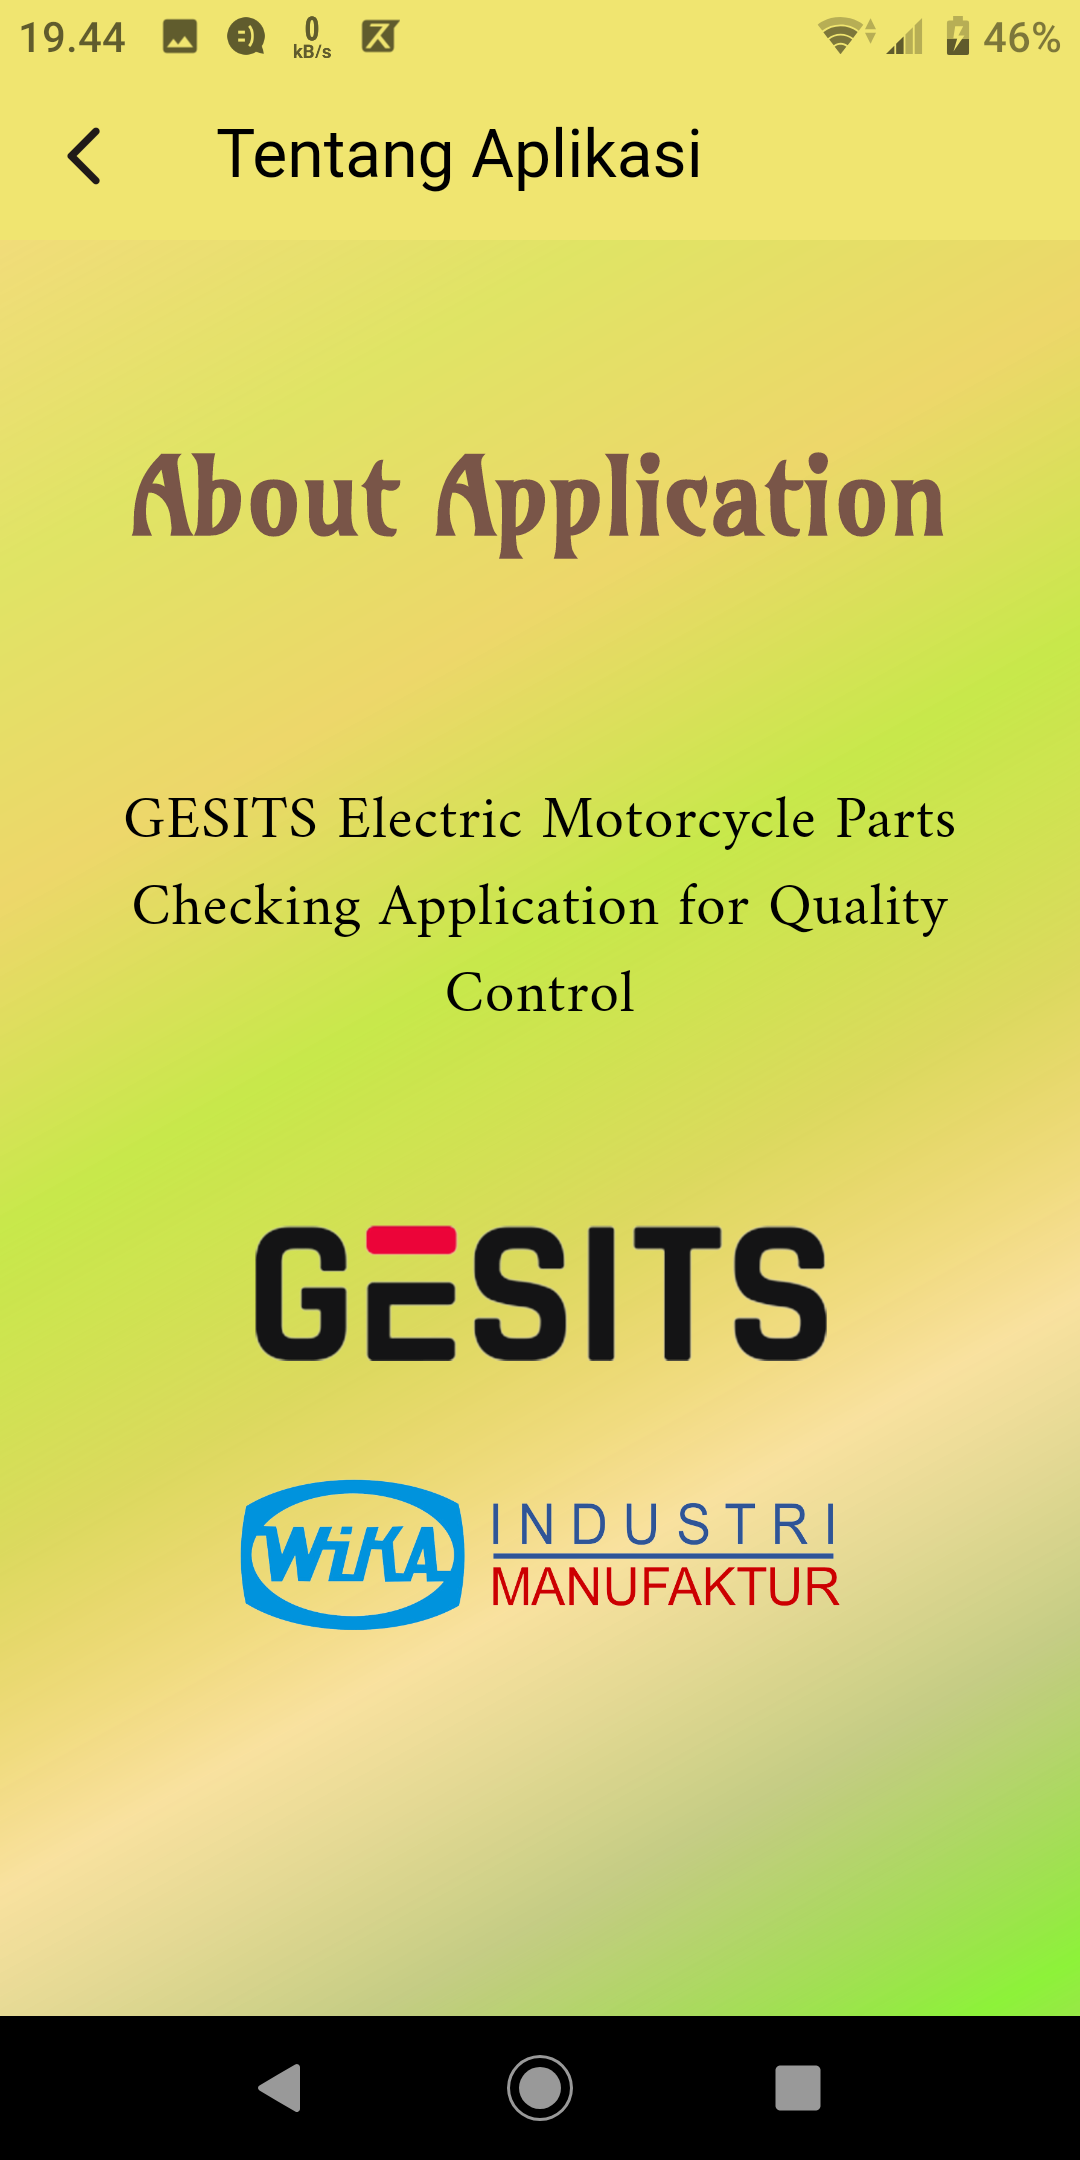 19.44
0
kB/s
46%
Tentang Aplikasi
About Application
GESITS Electric Motorcycle Parts
Checking Application for Quality
Control
GESITS
WiKA
INDUSTRI
MANUFAKTUR